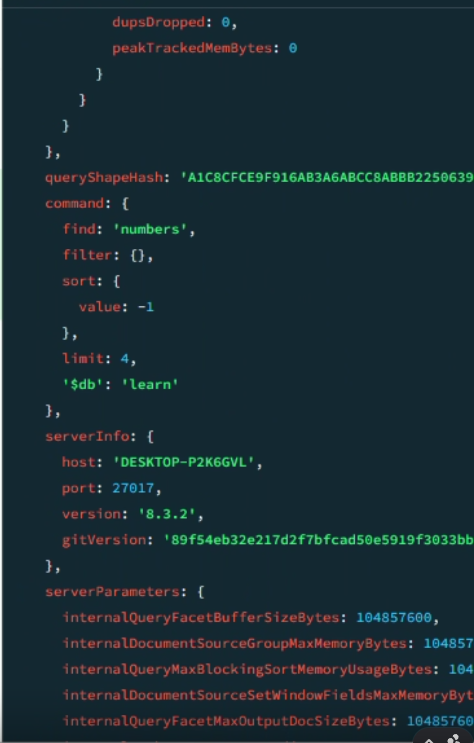 dupsDropped: 0,
peakTrackedMemBytes: 0
}
}
}
},
queryShapeHash: 'A1C8CFCE9F916AB3A6ABCC8ABBB2250639
command: {
find: 'numbers',
filter: {},
sort: {
value: -1
},
limit: 4,
'$db': 'learn'
},
serverInfo: {
host: 'DESKTOP-P2K6GVL',
port: 27017,
version: '8.3.2',
gitVersion: '89f54eb32e217d2f7bfcad50e5919f3033bb
},
serverParameters: {
internalQueryFacetBufferSizeBytes: 104857600,
internalDocumentSourceGroupMaxMemoryBytes: 104857
internalQueryMaxBlockingSortMemoryUsageBytes: 104
internalDocumentSourceSetWindowFieldsMaxMemoryByt
internalQueryFacetMaxOutputDocSizeBytes: 10485760